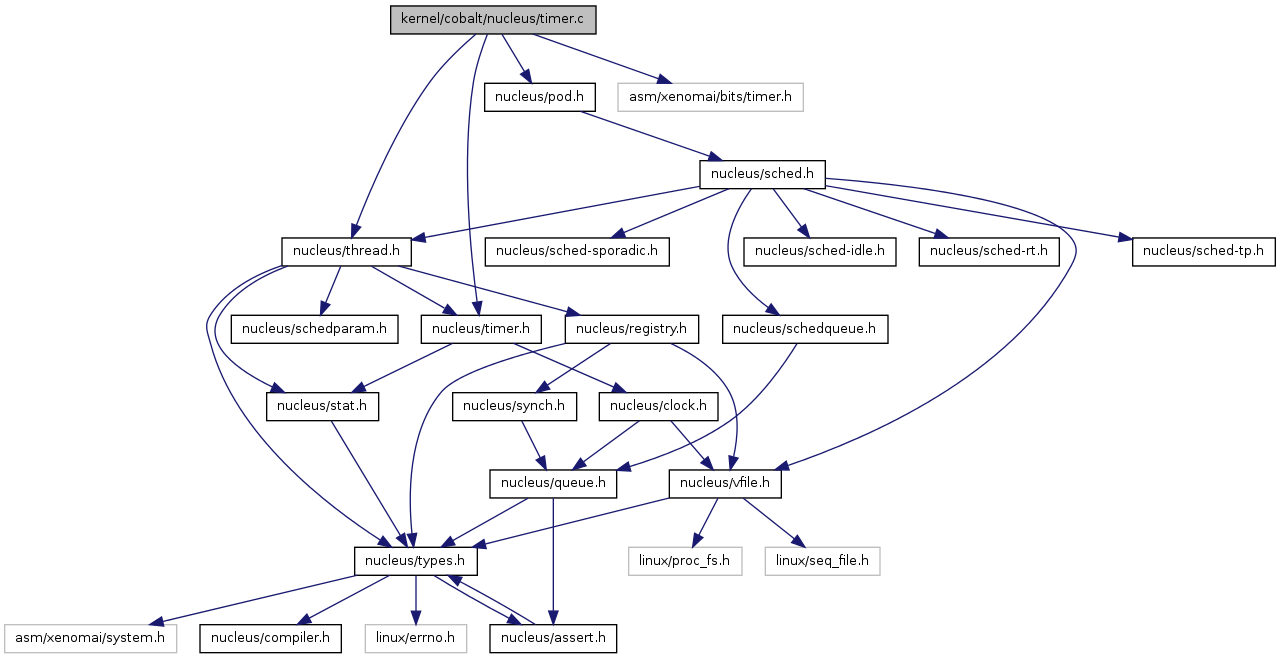 kernel/cobalt/nucleus/timer.c
nucleus/pod.h
asm/xenomai/bits/timer.h
nucleus/sched.h
nucleus/thread.h
nucleus/sched-sporadic.h
nucleus/sched-idle.h
nucleus/sched-rt.h
nucleus/sched-tp.h
nucleus/schedparam.h
nucleus/timer.h
nucleus/registry.h
nucleus/schedqueue.h
nucleus/stat.h
nucleus/synch.h
nucleus/clock.h
nucleus/queue.h
nucleus/vfile.h
nucleus/types.h
linux/proc_fs.h
linux/seq_file.h
asm/xenomai/system.h
nucleus/compiler.h
linux/errno.h
nucleus/assert.h